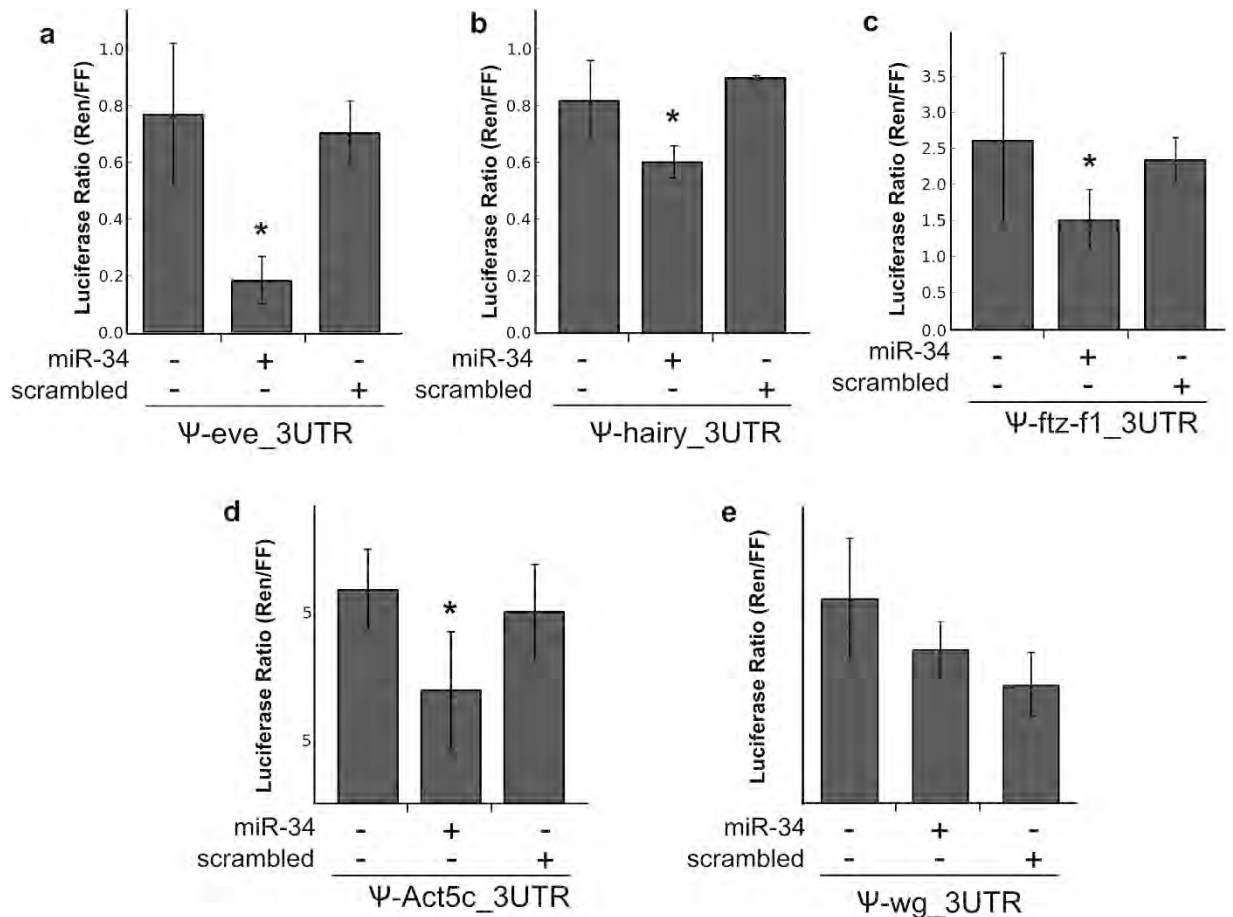 a
Luciferase Ratio (Ren/FF)
1.0
0.8
0.6
0.4
0.2
0.0
*
miR-34 - + -
scrambled - - +
Ψ-eve_3UTR
b
Luciferase Ratio (Ren/FF)
1.0
0.8
0.6
0.4
0.2
0.0
*
miR-34 - + -
scrambled - - +
Ψ-hairy_3UTR
c
Luciferase Ratio (Ren/FF)
3.5
3.0
2.5
2.0
1.5
1.0
0.5
0.0
*
miR-34 - + -
scrambled - - +
Ψ-ftz-f1_3UTR
d
Luciferase Ratio (Ren/FF)
5
5
*
miR-34 - + -
scrambled - - +
Ψ-Act5c_3UTR
e
Luciferase Ratio (Ren/FF)
miR-34 - + -
scrambled - - +
Ψ-wg_3UTR